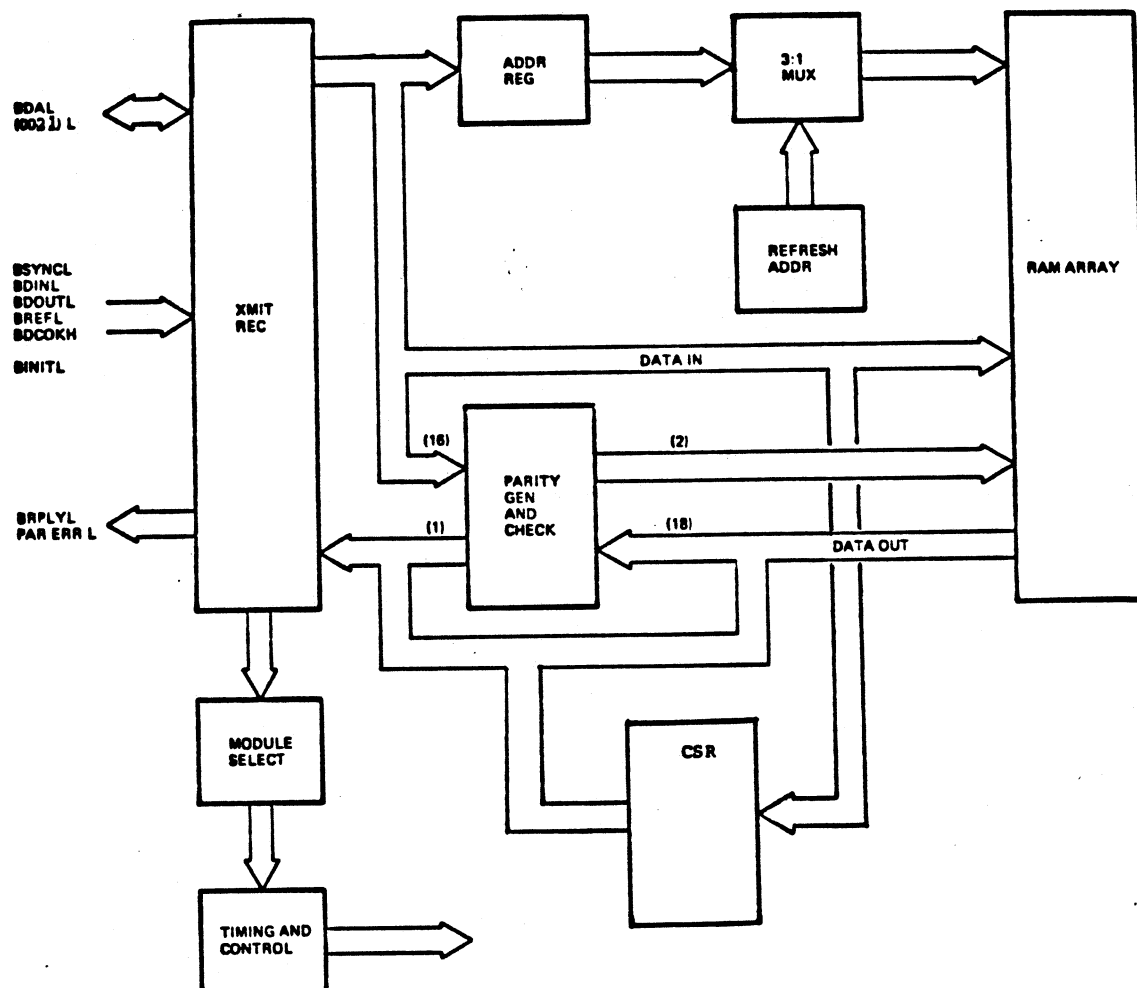 BDAL
(0021) L
BSYNCL
BDINL
BDOUTL
BREFL
BDCOKH
BINITL
BRPLYL
PAR ERR L
XMIT
REC
ADDR
REG
3:1
MUX
REFRESH
ADDR
RAM ARRAY
DATA IN
(16)
(2)
PARITY
GEN
AND
CHECK
(1)
(18)
DATA OUT
MODULE
SELECT
CSR
TIMING AND
CONTROL